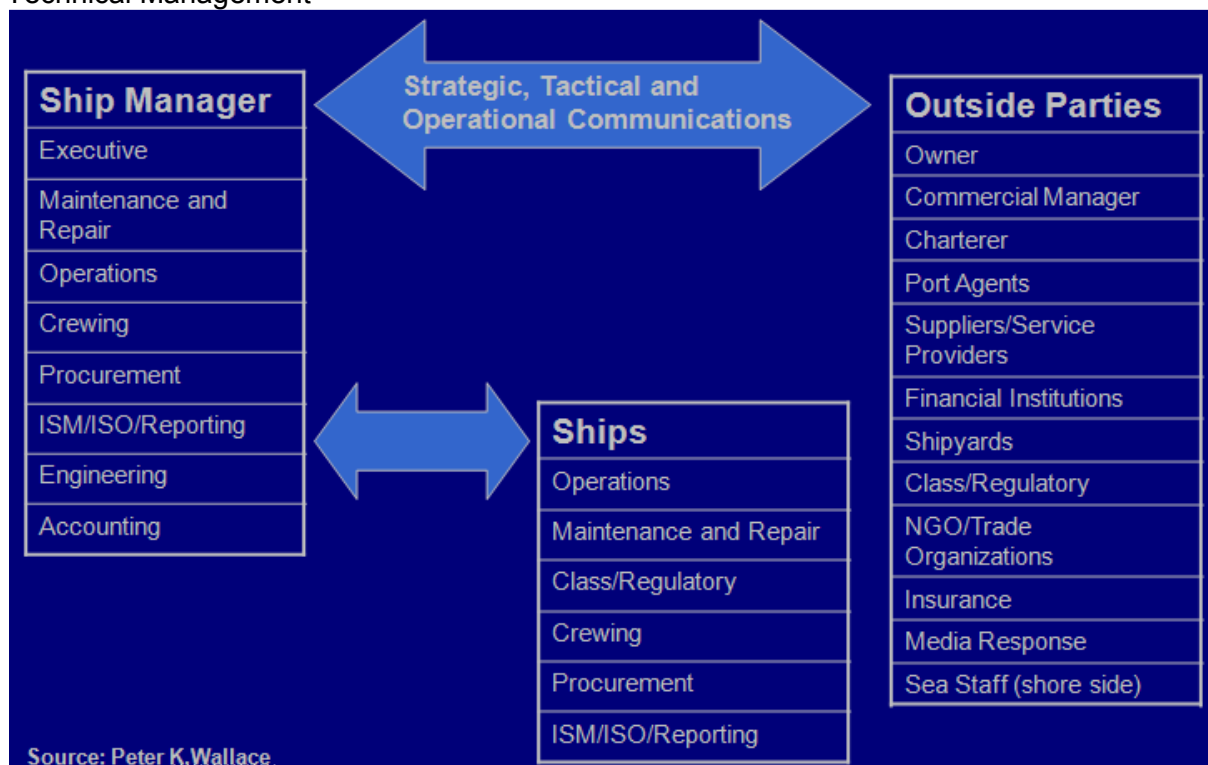 Technical Management
Strategic, Tactical and
Operational Communications
Ship Manager
Executive
Maintenance and
Repair
Operations
Crewing
Procurement
ISM/ISO/Reporting
Engineering
Accounting
Ships
Operations
Maintenance and Repair
Class/Regulatory
Crewing
Procurement
ISM/ISO/Reporting
Outside Parties
Owner
Commercial Manager
Charterer
Port Agents
Suppliers/Service
Providers
Financial Institutions
Shipyards
Class/Regulatory
NGO/Trade
Organizations
Insurance
Media Response
Sea Staff (shore side)
Source: Peter K,Wallace